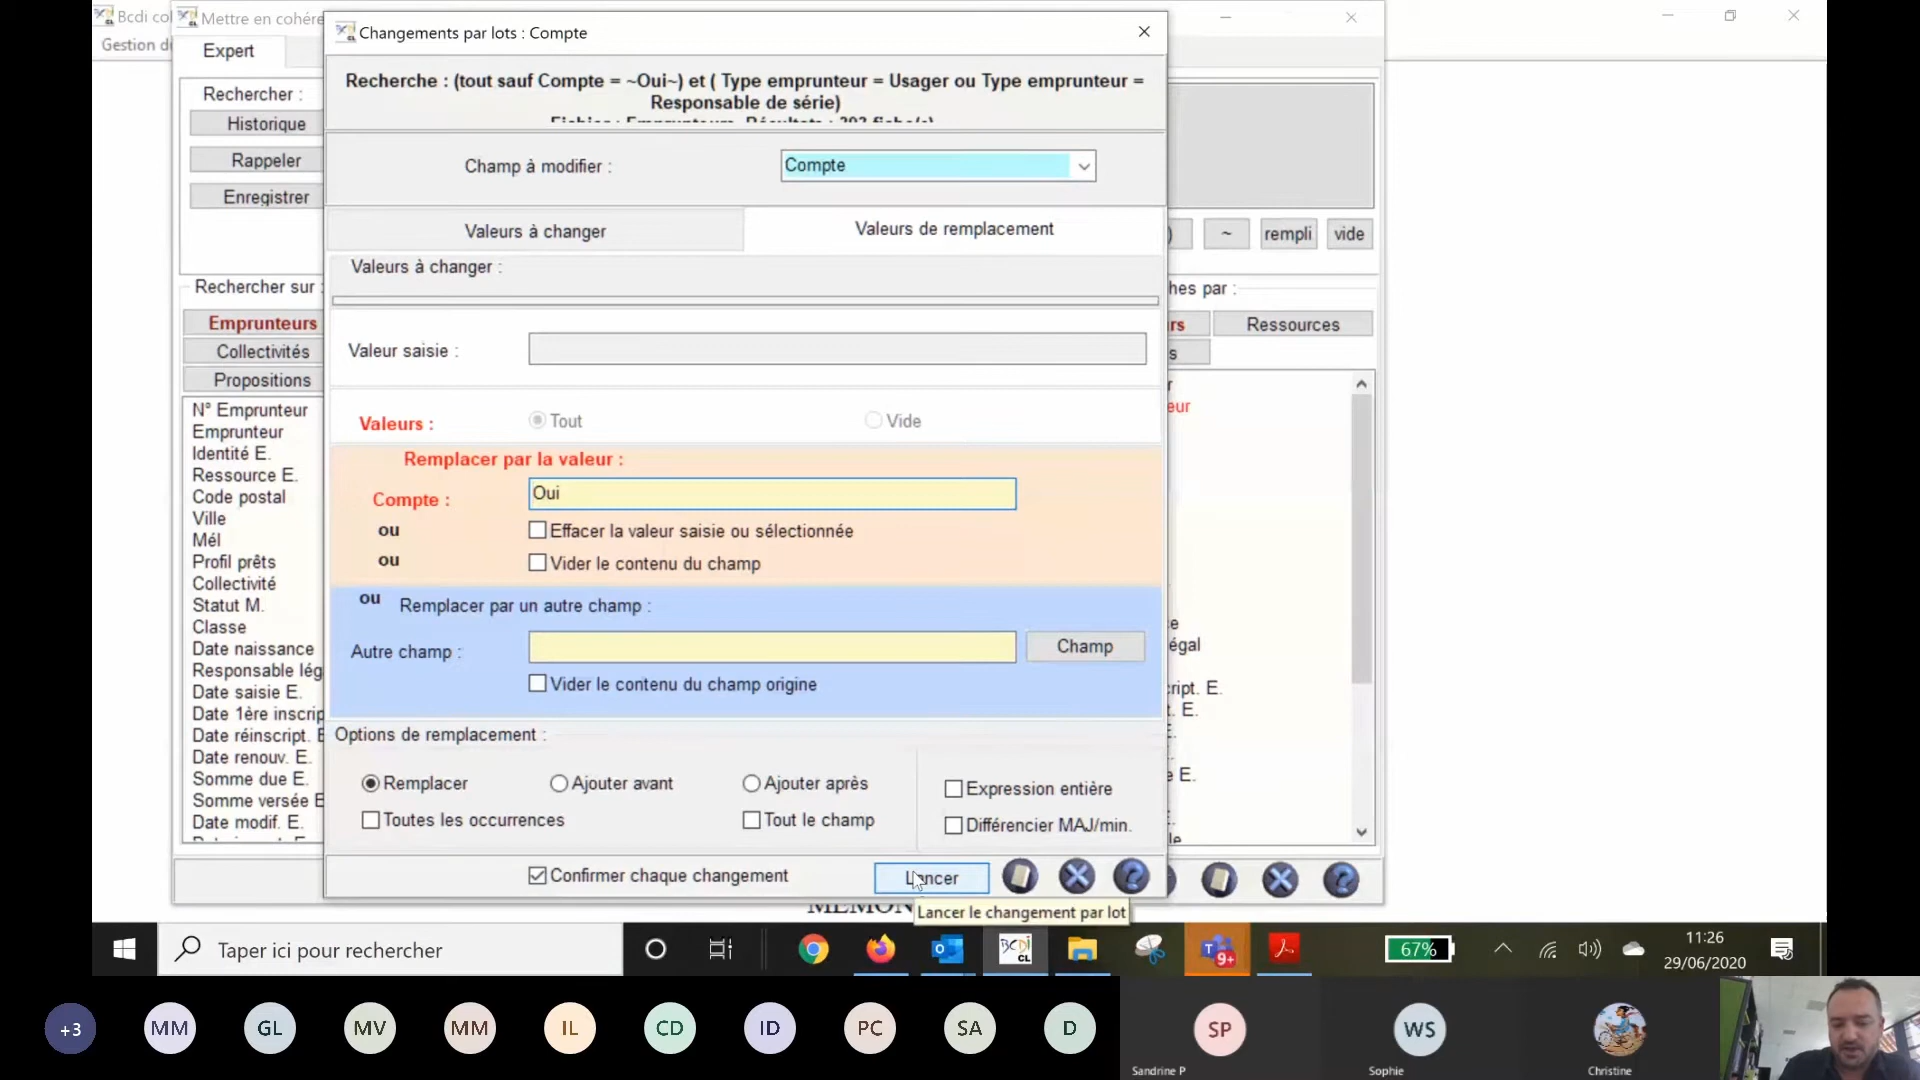 Bcdi
Gestion
Mettre en cohére
Expert
Rechercher :
Historique
Rappeler
Enregistrer
Rechercher sur :
Emprunteurs
Collectivités
Propositions
N° Emprunteur
Emprunteur
Identité E.
Ressource E.
Code postal
Ville
Mél
Profil prêts
Collectivité
Statut M.
Classe
Date naissance
Responsable lég
Date saisie E.
Date 1ère inscrip
Date réinscript. E
Date renouv. E.
Somme due E.
Somme versée E
Date modif. E.
Changements par lots : Compte
Recherche : (tout sauf Compte = ~Oui~) et ( Type emprunteur = Usager ou Type emprunteur =
Responsable de série)
Champ à modifier :
Compte
Valeurs à changer
Valeurs de remplacement
Valeurs à changer :
Valeur saisie :
Valeurs :
Tout
Vide
Remplacer par la valeur :
Compte :
Oui
ou
Effacer la valeur saisie ou sélectionnée
ou
Vider le contenu du champ
ou
Remplacer par un autre champ :
Autre champ :
Champ
Vider le contenu du champ origine
Options de remplacement :
Remplacer
Ajouter avant
Ajouter après
Expression entière
Toutes les occurrences
Tout le champ
Différencier MAJ/min.
Confirmer chaque changement
Lancer
Lancer le changement par lot
)
~
rempli
vide
hes par :
rs
Ressources
s
r
eur
e
égal
cript. E.
t. E.
e E.
le
Taper ici pour rechercher
BCDI
CL
9+
67%
11:26
29/06/2020
+3
MM
GL
MV
MM
IL
CD
ID
PC
SA
D
SP
Sandrine P
WS
Sophie
Christine